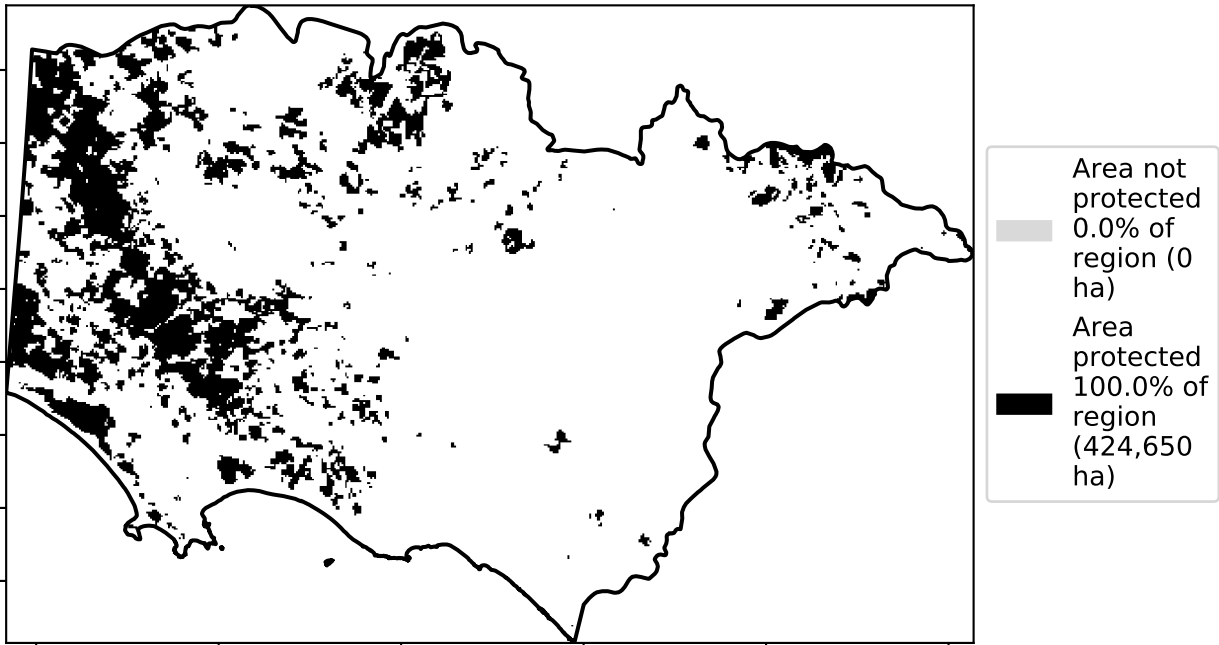 Area not
protected
0.0% of
region (0
ha)
Area
protected
100.0% of
region
(424,650
ha)